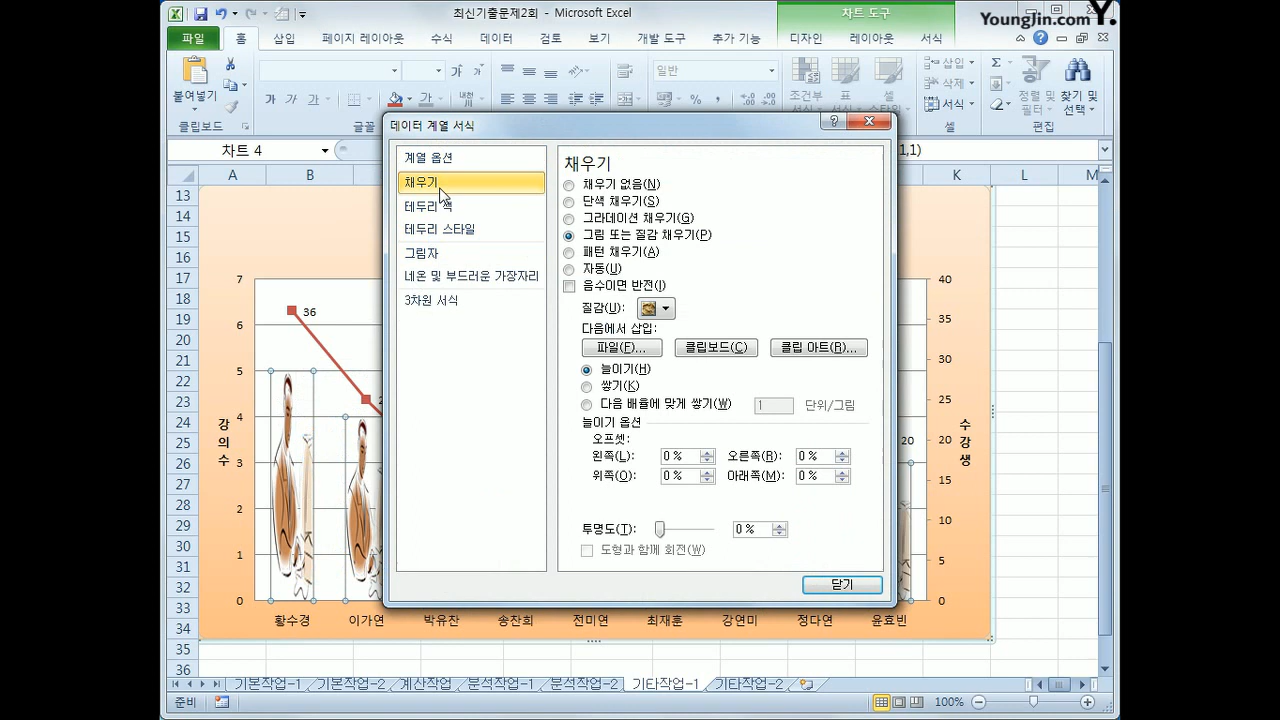 최신기출문제2회 - Microsoft Excel
차트 도구
YoungJin.com Y.
파일 홈 삽입 페이지 레이아웃 수식 데이터 검토 보기 개발 도구 추가 기능 디자인 레이아웃 서식
일반
삽입
삭제
서식
붙여넣기
조건부
표
셀
정렬 및
필터
찾기 및
선택
클립보드
글꼴
셀
편집
차트 4
1,1)
A B K L M
데이터 계열 서식
계열 옵션
채우기
테두리 색
테두리 스타일
그림자
네온 및 부드러운 가장자리
3차원 서식
채우기
채우기 없음(N)
단색 채우기(S)
그라데이션 채우기(G)
그림 또는 질감 채우기(P)
패턴 채우기(A)
자동(U)
음수이면 반전(I)
질감(U):
다음에서 삽입:
파일(F)... 클립보드(C) 클립 아트(R)...
늘이기(H)
쌓기(K)
다음 배율에 맞게 쌓기(W) 1 단위/그림
늘이기 옵션
오프셋:
왼쪽(L): 0 % 오른쪽(R): 0 %
위쪽(O): 0 % 아래쪽(M): 0 %
투명도(T): 0 %
도형과 함께 회전(W)
닫기
13
14
15
16
17
18
19
20
21
22
23
24
25
26
27
28
29
30
31
32
33
34
35
36
7
6
5
4
3
2
1
0
강의수
36
20
40
35
30
25
20
15
10
5
0
수강생
황수경 이가연 박유찬 송찬희 전미연 최재훈 강연미 정다연 윤효빈
기본작업-1 기본작업-2 계산작업 분석작업-1 분석작업-2 기타작업-1 기타작업-2
준비
100%